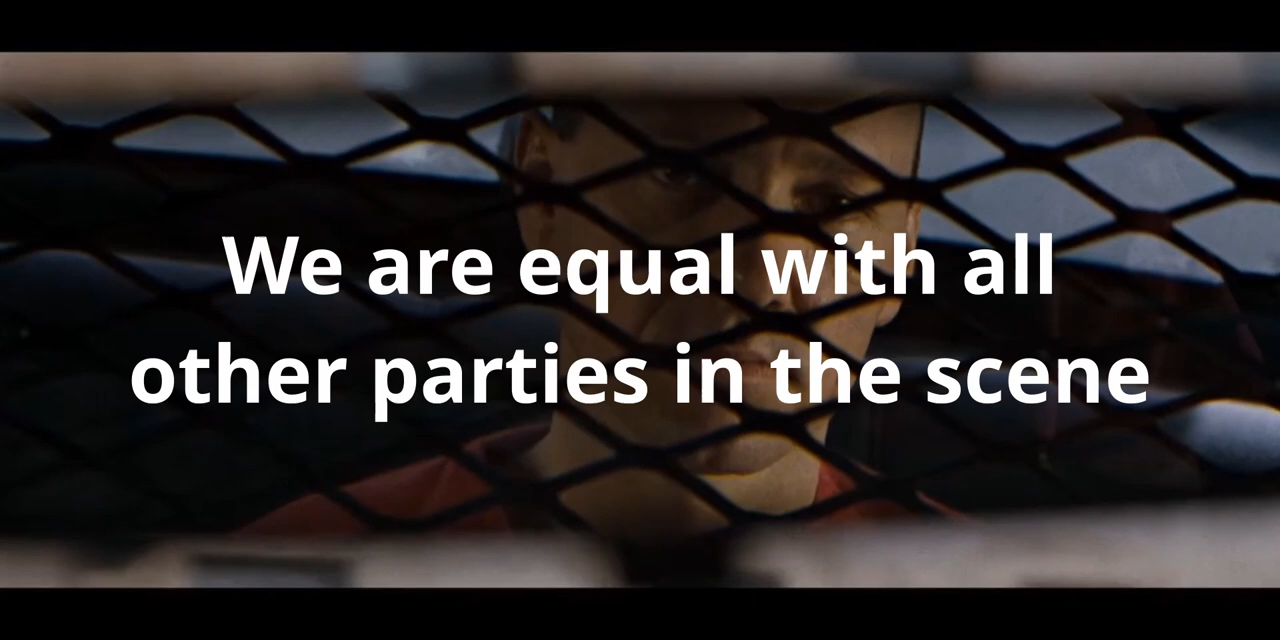 We are equal with all
other parties in the scene